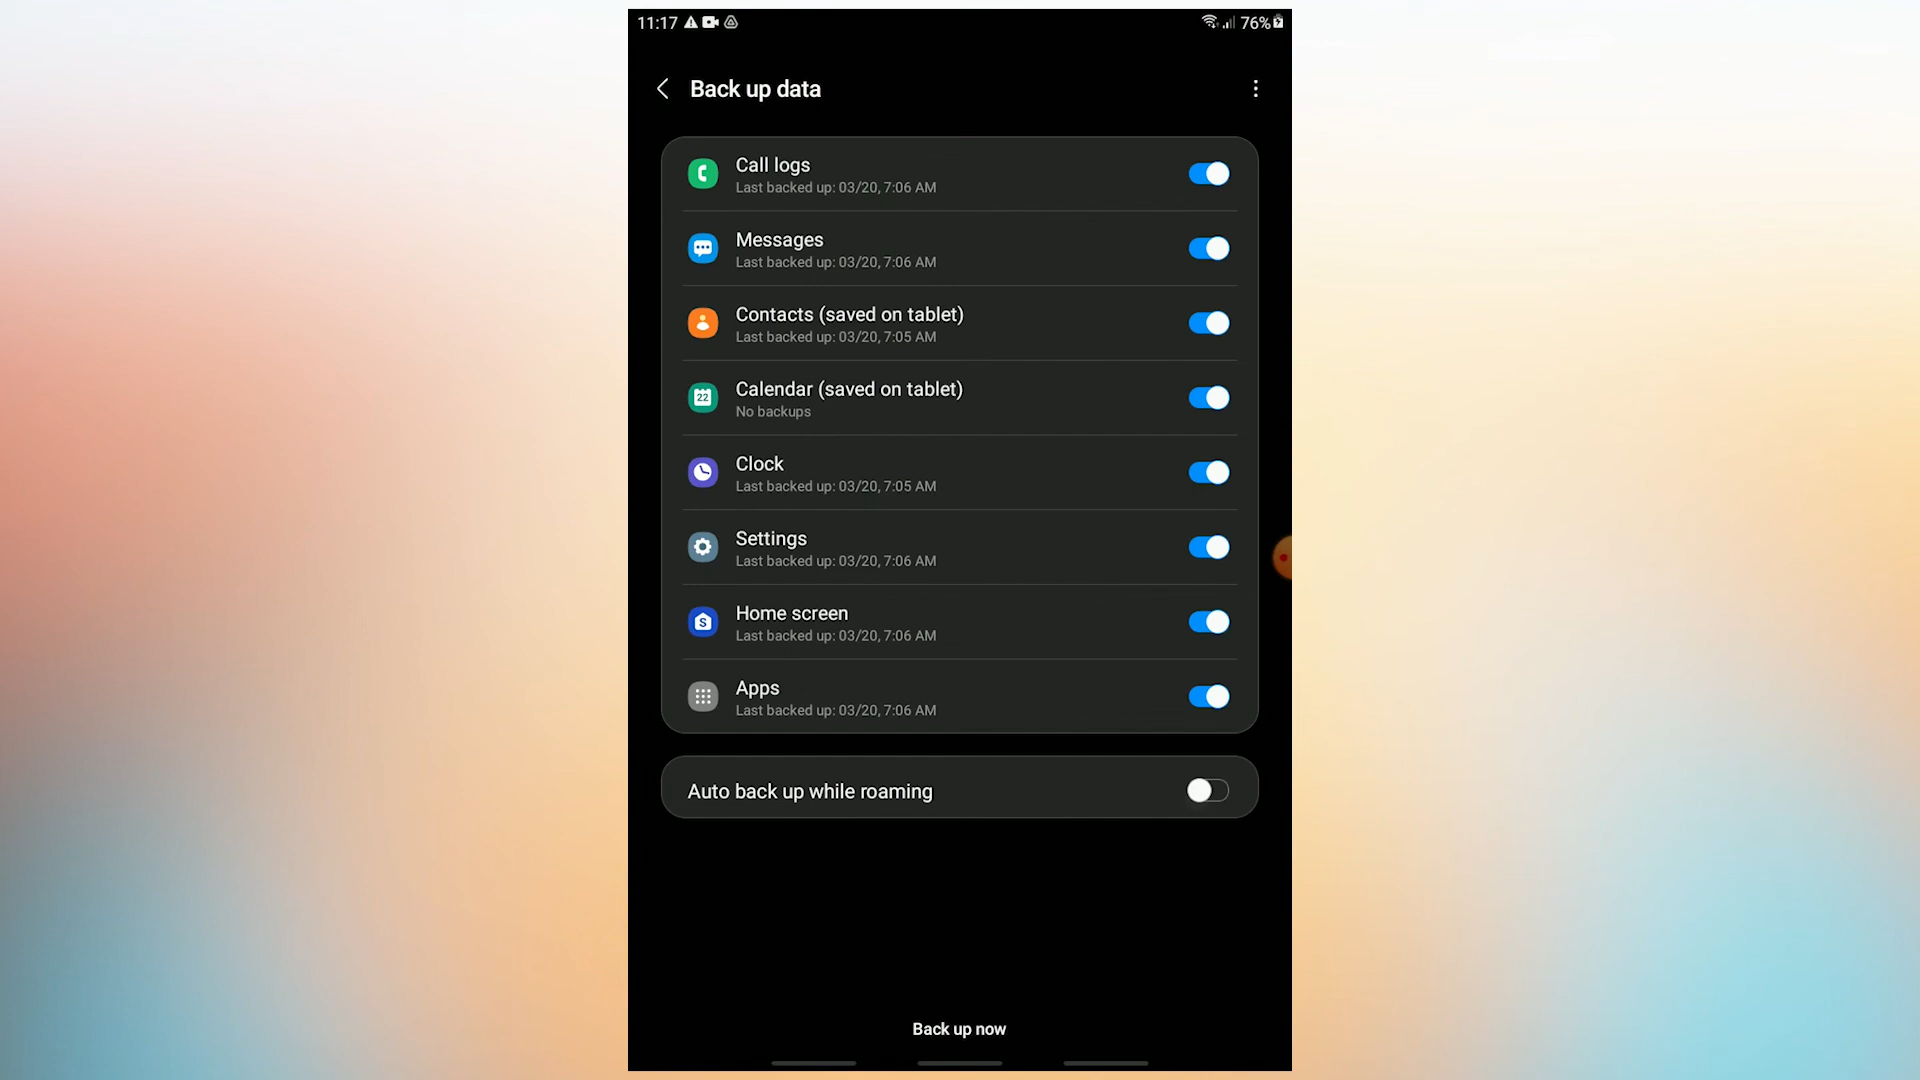 11:17
76%
Back up data
Call logs
Last backed up: 03/20, 7:06 AM
Messages
Last backed up: 03/20, 7:06 AM
Contacts (saved on tablet)
Last backed up: 03/20, 7:05 AM
22
Calendar (saved on tablet)
No backups
Clock
Last backed up: 03/20, 7:05 AM
Settings
Last backed up: 03/20, 7:06 AM
S
Home screen
Last backed up: 03/20, 7:06 AM
Apps
Last backed up: 03/20, 7:06 AM
Auto back up while roaming
Back up now